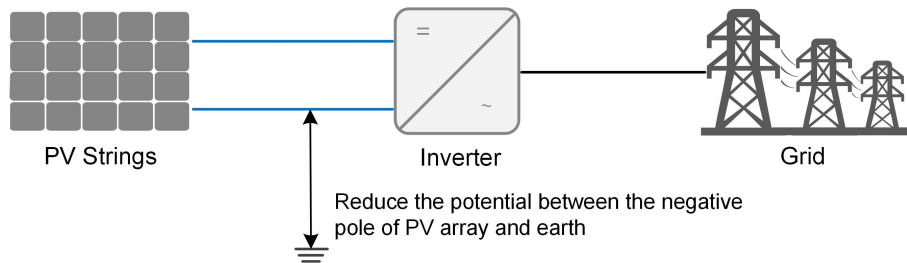 PV Strings
Inverter
Grid
Reduce the potential between the negative
pole of PV array and earth